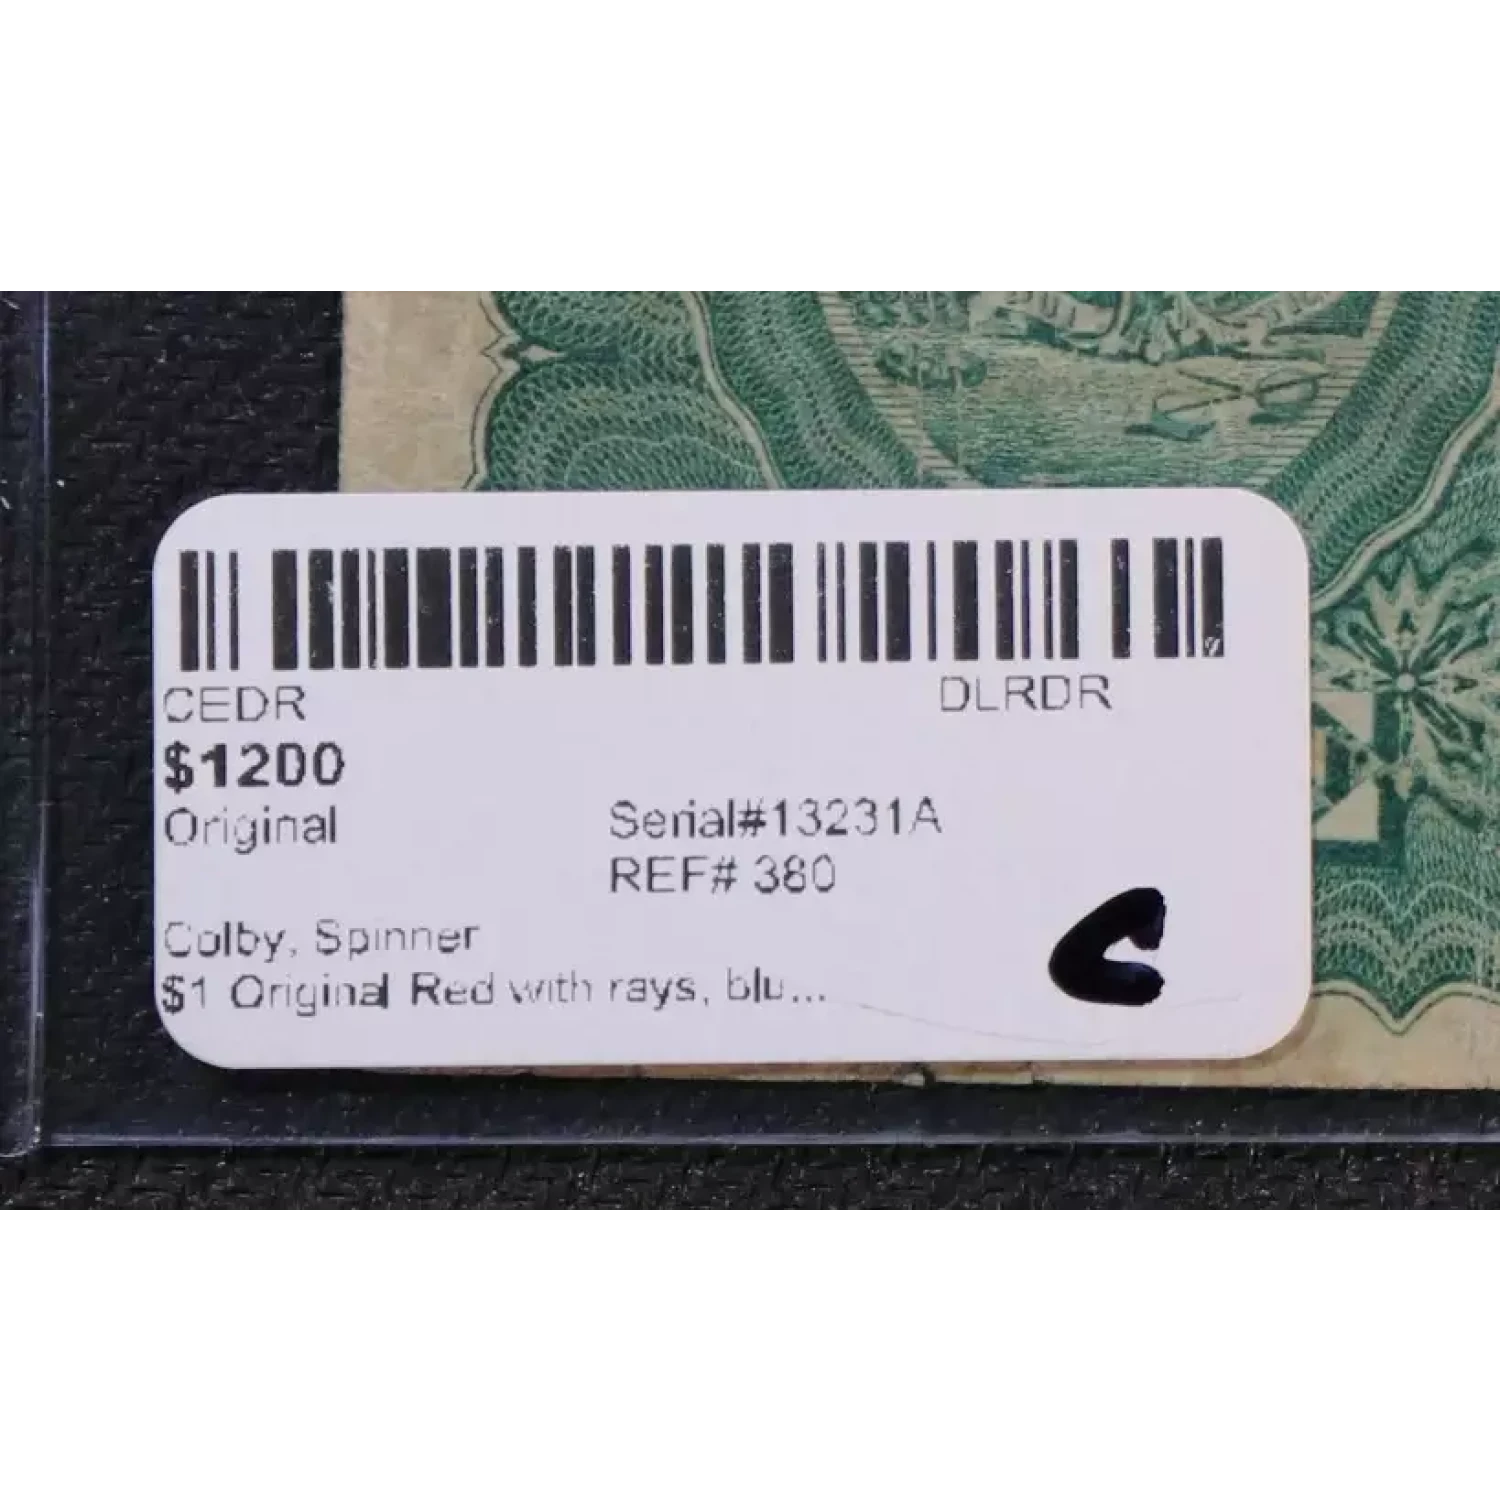 CEDR DLRDR
$1200
Original Serial#13231A
REF# 380
Colby, Spinner
$1 Original Red with rays, blu...
C